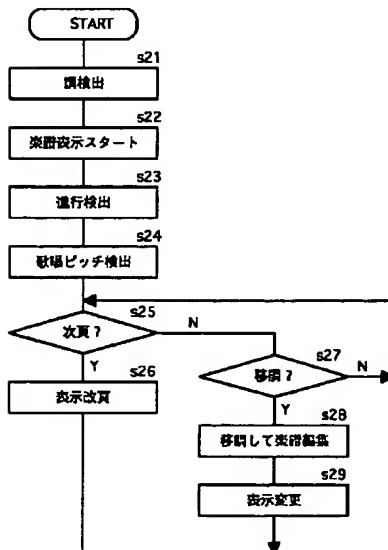 START
s21
調検出
s22
楽譜表示スタート
s23
進行検出
s24
歌唱ピッチ検出
s25
次頁？
N
Y
s26
表示改頁
s27
移調？
N
Y
s28
移調して楽譜編集
s29
表示変更